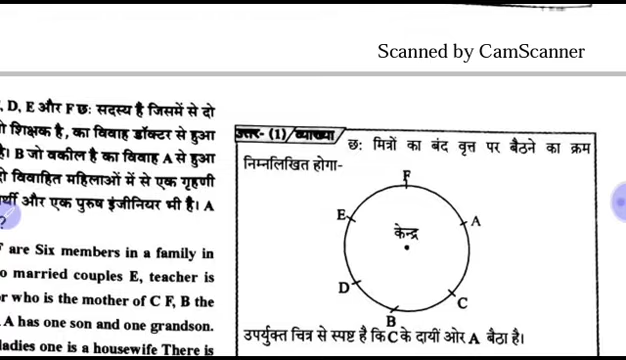 Scanned by CamScanner
, D, E और F छः सदस्य है जिसमें से दो
शिक्षक है, का विवाह डॉक्टर से हुआ
है। B जो वकील है का विवाह A से हुआ
विवाहित महिलाओं में से एक गृहणी
और एक पुरुष इंजीनियर भी है। A
?
are Six members in a family in
married couples E, teacher is
r who is the mother of C F, B the
A has one son and one grandson.
ladies one is a housewife There is
उत्तर- (1)/व्याख्या छः मित्रों का बंद वृत्त पर बैठने का क्रम
निम्नलिखित होगा-
F
E
A
केन्द्र
D
C
B
उपर्युक्त चित्र से स्पष्ट है कि C के दायीं ओर A बैठा है।